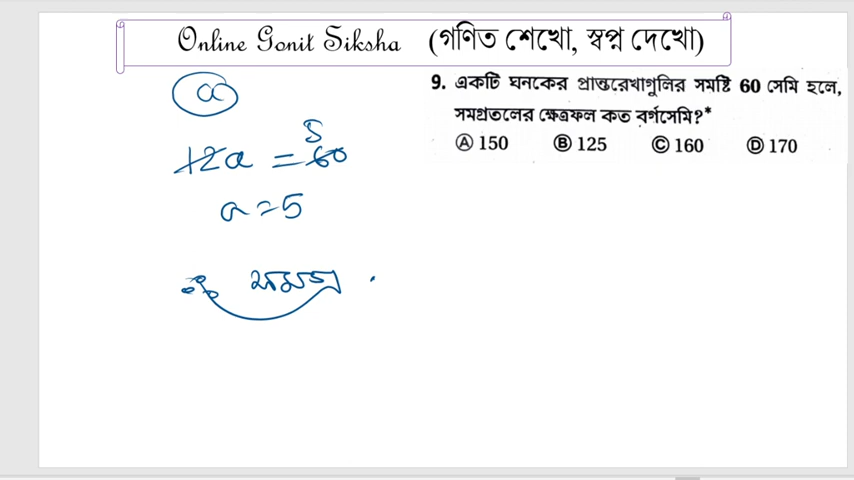 Online Gonit Siksha (গণিত শেখো, স্বপ্ন দেখো)
9. একটি ঘনকের প্রান্তরেখাগুলির সমষ্টি 60 সেমি হলে,
সমগ্রতলের ক্ষেত্রফল কত বর্গসেমি?*
Ⓐ 150 Ⓑ 125 Ⓒ 160 Ⓓ 170
a
12a = 60
5
a = 5
∴ সমগ্র